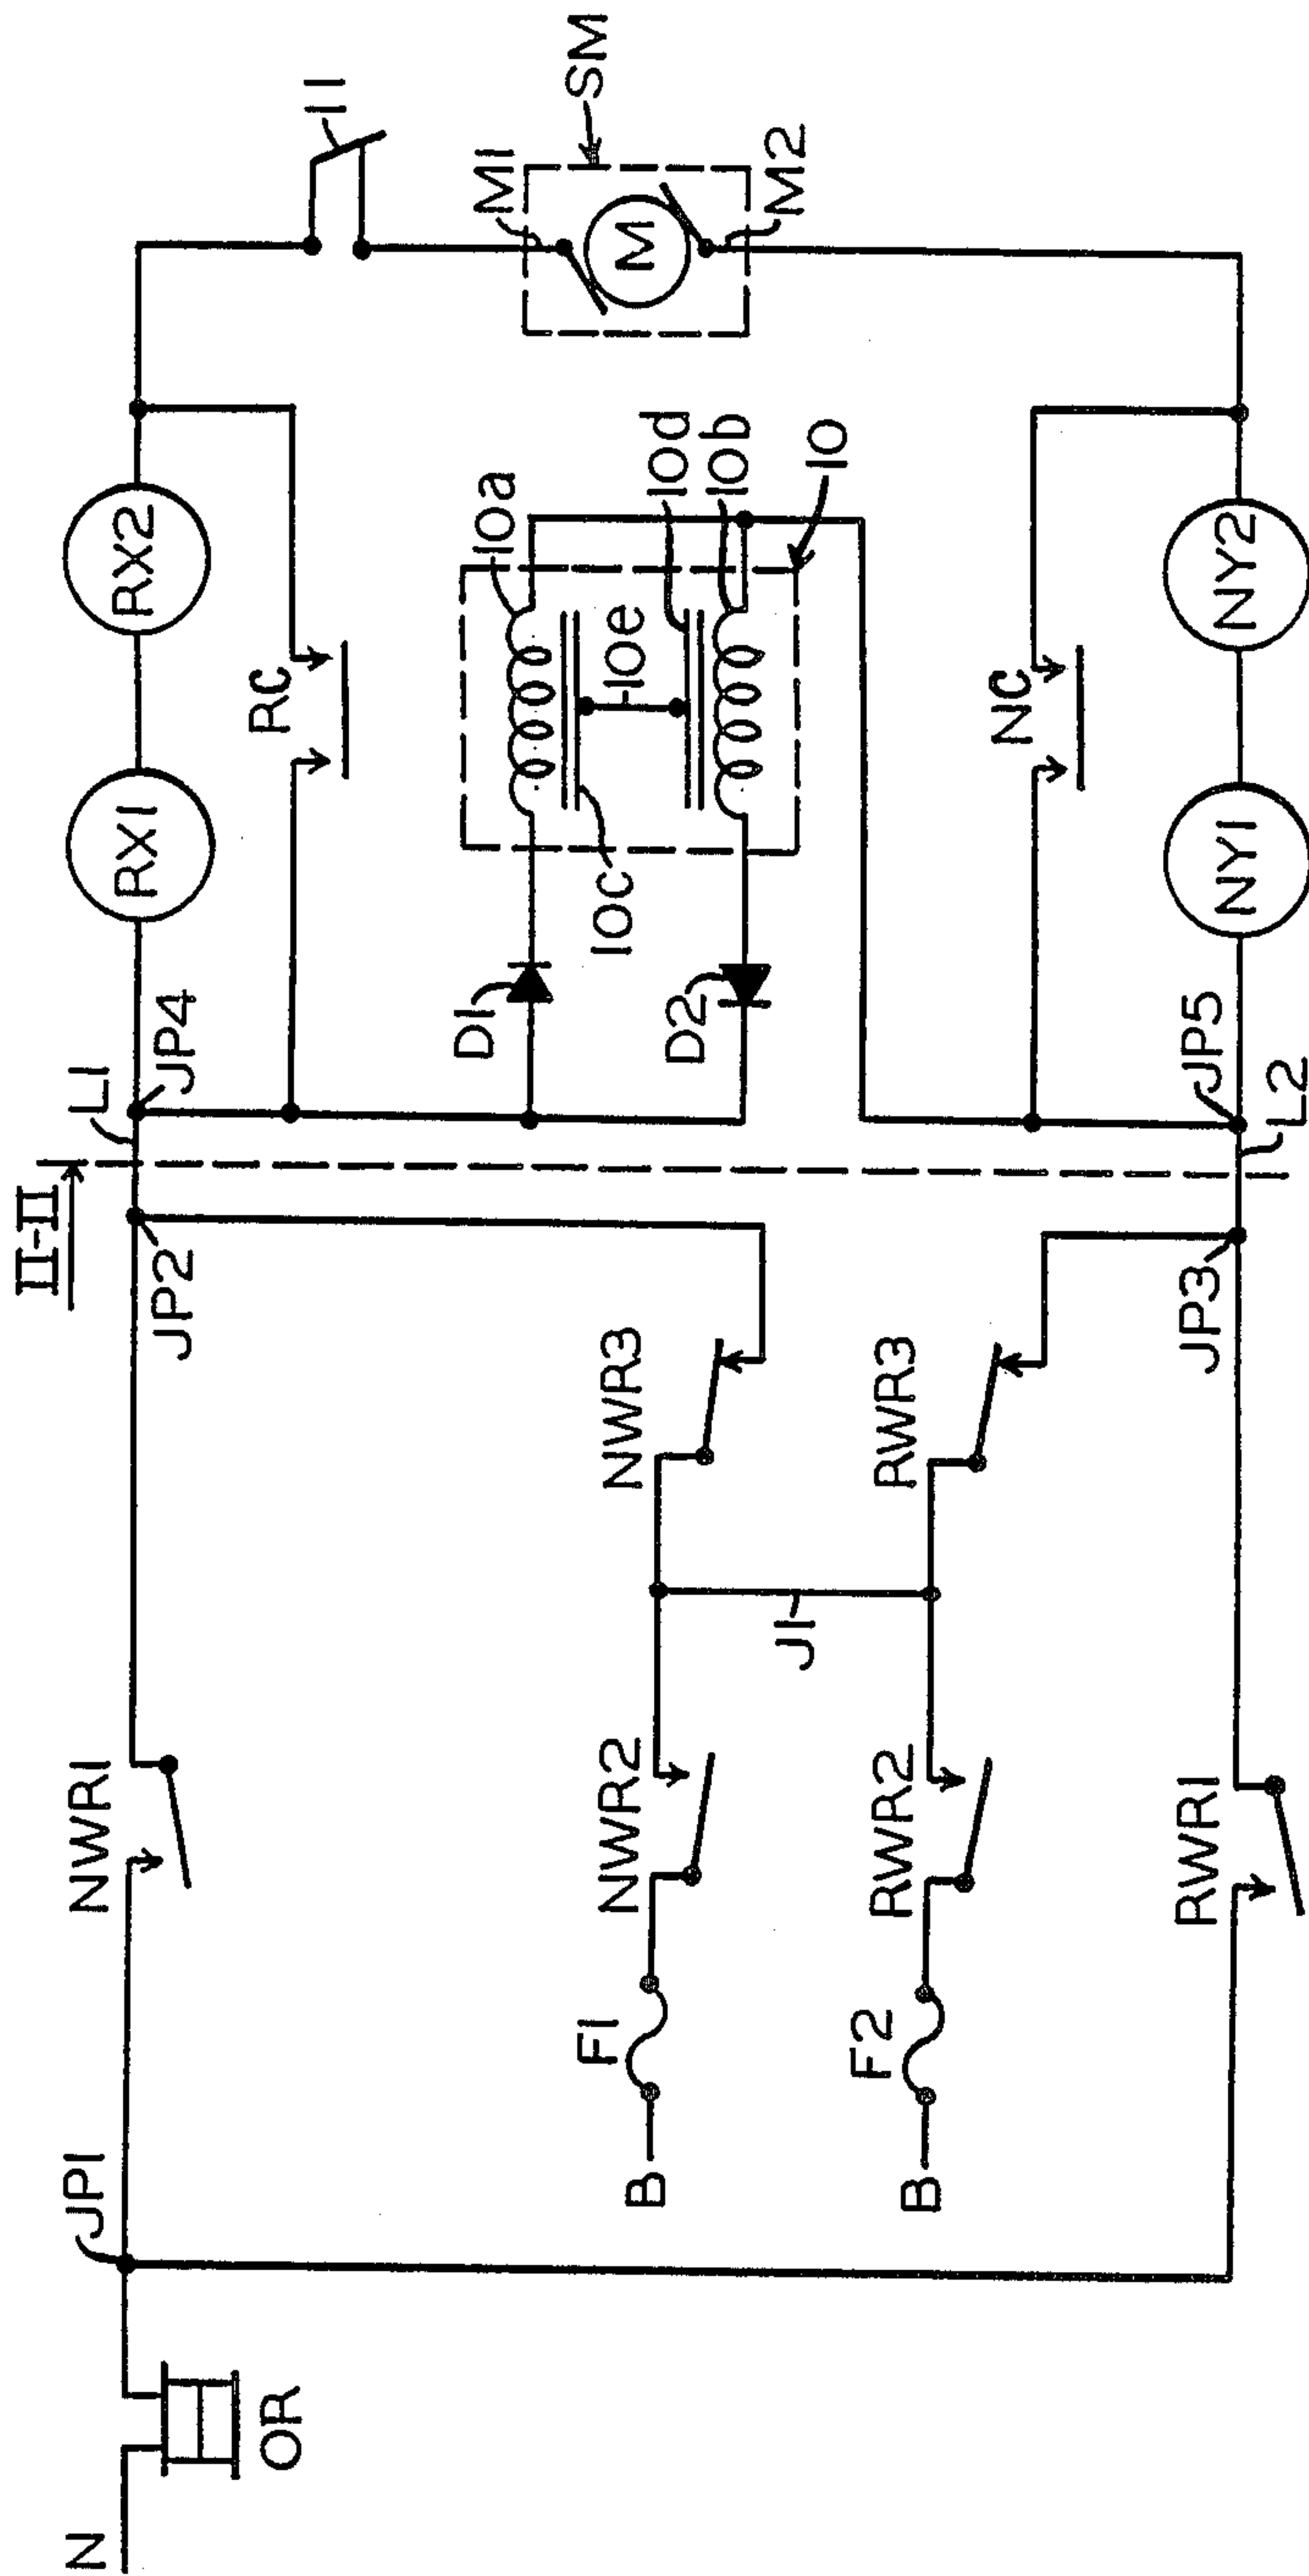 N
OR
JP1
NWR1
RWR1
B
F1
NWR2
B
F2
RWR2
J1
NWR3
RWR3
II-II
JP2
JP3
L1
JP4
L2
JP5
RX1
RX2
RC
D1
D2
10a
10b
10c
10d
10e
10
NC
NY1
NY2
11
M1
M
M2
SM